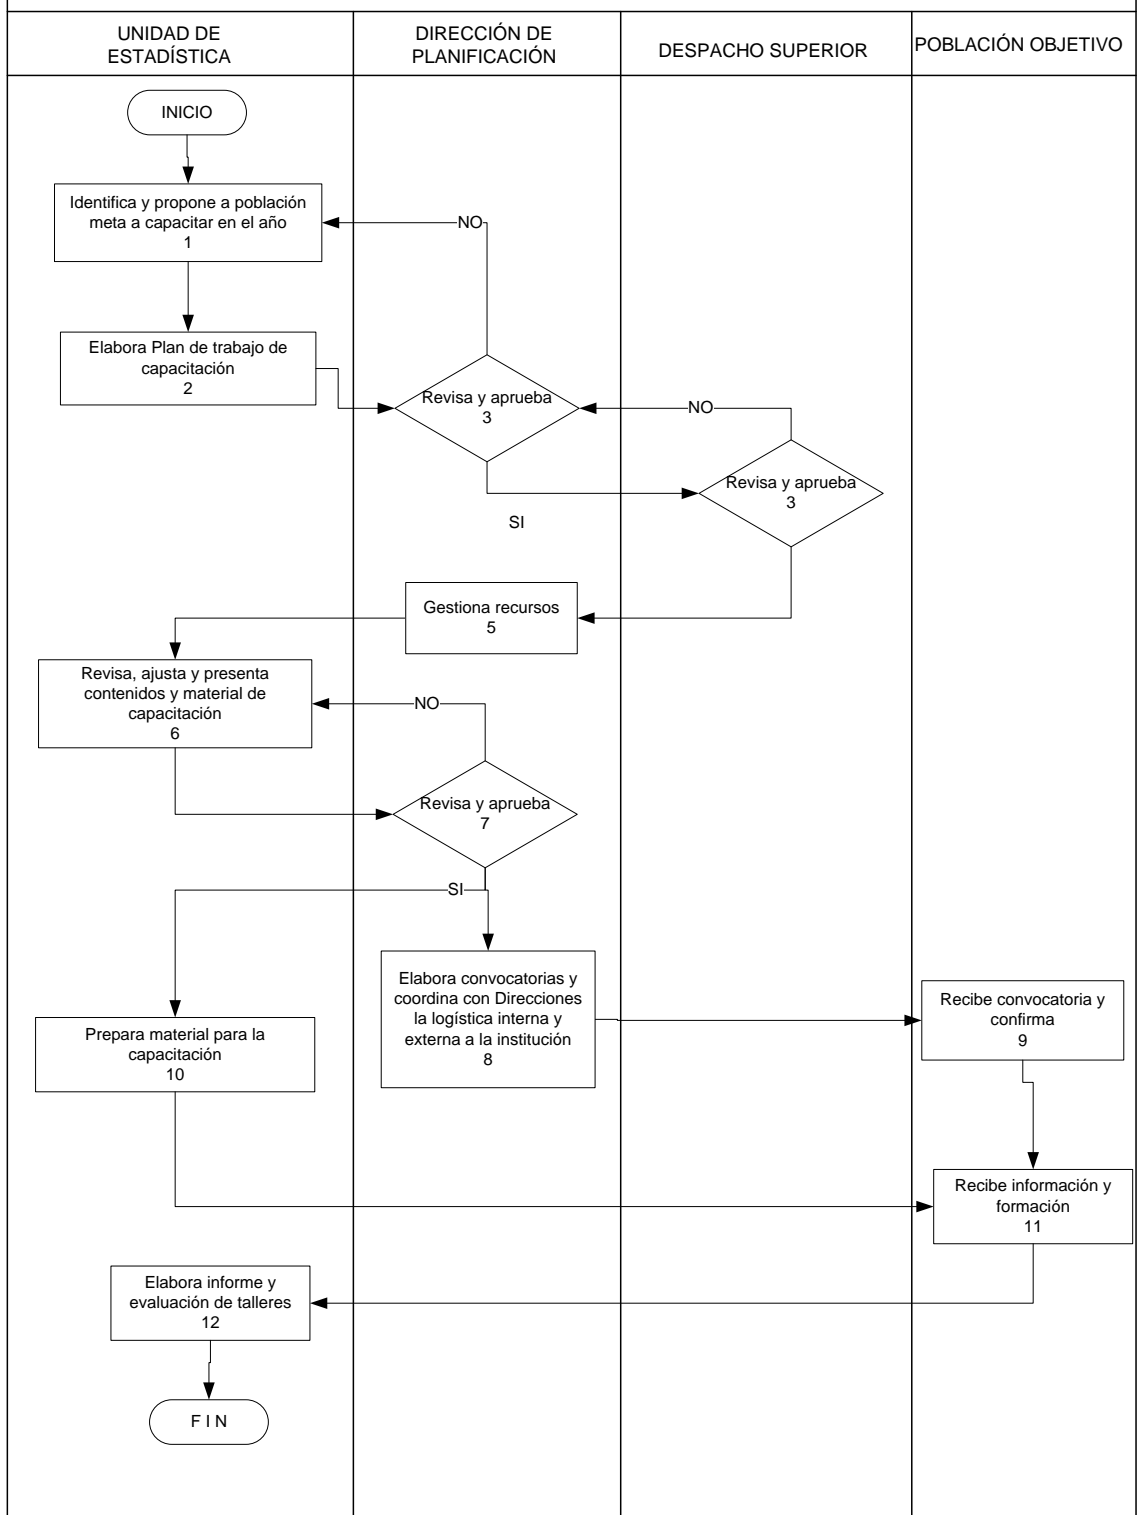 UNIDAD DE
ESTADÍSTICA
DIRECCIÓN DE
PLANIFICACIÓN
DESPACHO SUPERIOR
POBLACIÓN OBJETIVO
INICIO
Identifica y propone a población
meta a capacitar en el año
1
NO
Elabora Plan de trabajo de
capacitación
2
Revisa y aprueba
3
NO
Revisa y aprueba
3
SI
Gestiona recursos
5
Revisa, ajusta y presenta
contenidos y material de
capacitación
6
NO
Revisa y aprueba
7
SI
Elabora convocatorias y
coordina con Direcciones
la logística interna y
externa a la institución
8
Recibe convocatoria y
confirma
9
Prepara material para la
capacitación
10
Recibe información y
formación
11
Elabora informe y
evaluación de talleres
12
F I N